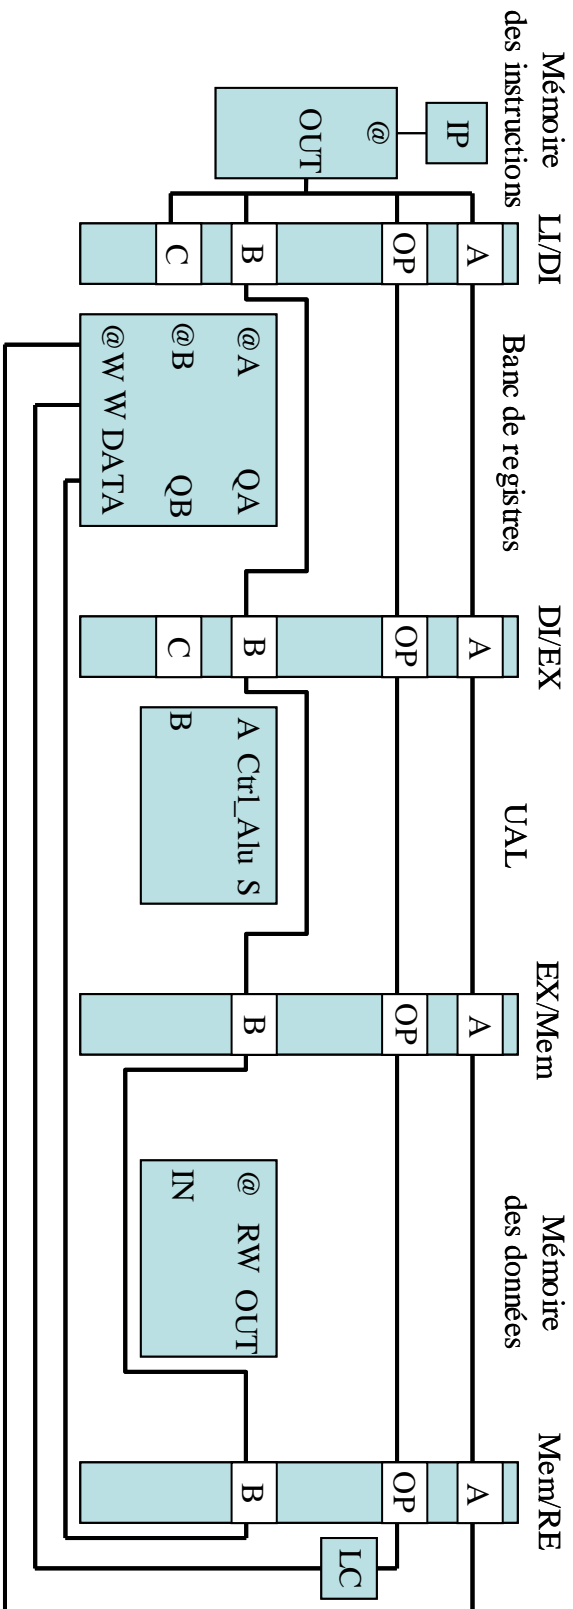 Mémoire
des instructions
IP
@
OUT
LI/DI
A
OP
B
C
Banc de registres
@A QA
@B QB
@W W DATA
DI/EX
A
OP
B
C
UAL
A Ctrl_Alu S
B
EX/Mem
A
OP
B
Mémoire
des données
@ RW OUT
IN
Mem/RE
A
OP
B
LC